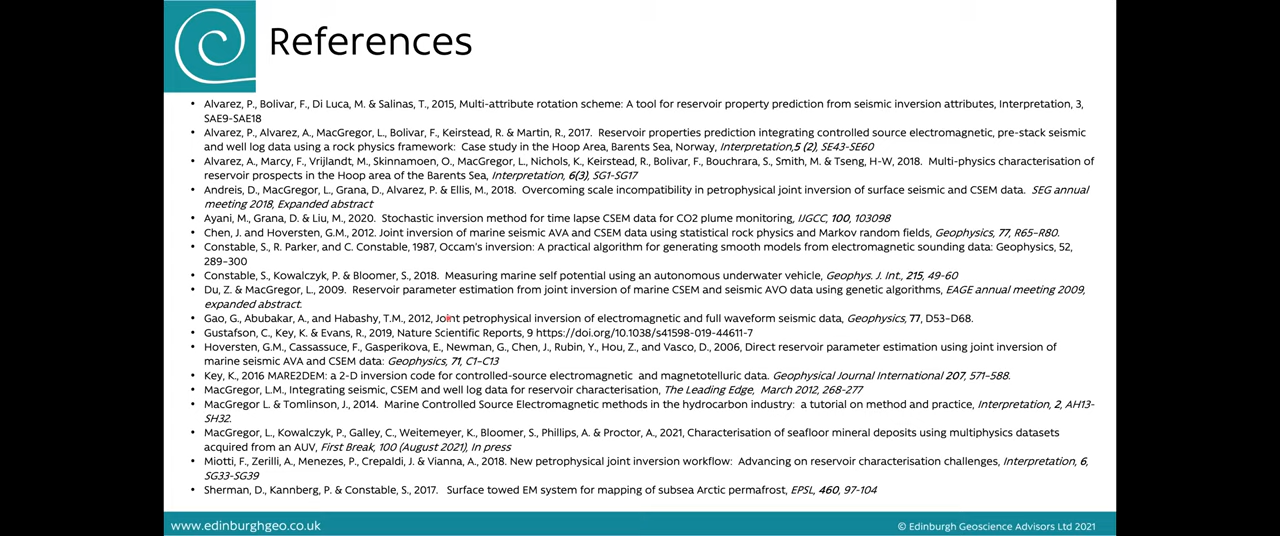 References
• Alvarez, P., Bolivar, F., Di Luca, M. & Salinas, T., 2015, Multi-attribute rotation scheme: A tool for reservoir property prediction from seismic inversion attributes, Interpretation, 3,
SAE9-SAE18
• Alvarez, P., Alvarez, A., MacGregor, L., Bolivar, F., Keirstead, R. & Martin, R., 2017. Reservoir properties prediction integrating controlled source electromagnetic, pre-stack seismic
and well log data using a rock physics framework: Case study in the Hoop Area, Barents Sea, Norway, Interpretation,5 (2), SE43-SE60
• Alvarez, A., Marcy, F., Vrijlandt, M., Skinnamoen, O., MacGregor, L., Nichols, K., Keirstead, R., Bolivar, F., Bouchrara, S., Smith, M. & Tseng, H-W, 2018. Multi-physics characterisation of
reservoir prospects in the Hoop area of the Barents Sea, Interpretation, 6(3), SG1-SG17
• Andreis, D., MacGregor, L., Grana, D., Alvarez, P. & Ellis, M., 2018. Overcoming scale incompatibility in petrophysical joint inversion of surface seismic and CSEM data. SEG annual
meeting 2018, Expanded abstract
• Ayani, M., Grana, D. & Liu, M., 2020. Stochastic inversion method for time lapse CSEM data for CO2 plume monitoring, IJGCC, 100, 103098
• Chen, J. and Hoversten, G.M., 2012. Joint inversion of marine seismic AVA and CSEM data using statistical rock physics and Markov random fields, Geophysics, 77, R65–R80.
• Constable, S., R. Parker, and C. Constable, 1987, Occam's inversion: A practical algorithm for generating smooth models from electromagnetic sounding data: Geophysics, 52,
289–300
• Constable, S., Kowalczyk, P. & Bloomer, S., 2018. Measuring marine self potential using an autonomous underwater vehicle, Geophys. J. Int., 215, 49-60
• Du, Z. & MacGregor, L., 2009. Reservoir parameter estimation from joint inversion of marine CSEM and seismic AVO data using genetic algorithms, EAGE annual meeting 2009,
expanded abstract.
• Gao, G., Abubakar, A., and Habashy, T.M., 2012, Joint petrophysical inversion of electromagnetic and full waveform seismic data, Geophysics, 77, D53–D68.
• Gustafson, C., Key, K. & Evans, R., 2019, Nature Scientific Reports, 9 https://doi.org/10.1038/s41598-019-44611-7
• Hoversten, G.M., Cassassuce, F., Gasperikova, E., Newman, G., Chen, J., Rubin, Y., Hou, Z., and Vasco, D., 2006, Direct reservoir parameter estimation using joint inversion of
marine seismic AVA and CSEM data: Geophysics, 71, C1–C13
• Key, K., 2016 MARE2DEM: a 2-D inversion code for controlled-source electromagnetic and magnetotelluric data. Geophysical Journal International 207, 571–588.
• MacGregor, L.M., Integrating seismic, CSEM and well log data for reservoir characterisation, The Leading Edge, March 2012, 268-277
• MacGregor L. & Tomlinson, J., 2014. Marine Controlled Source Electromagnetic methods in the hydrocarbon industry: a tutorial on method and practice, Interpretation, 2, AH13-
SH32.
• MacGregor, L., Kowalczyk, P., Galley, C., Weitemeyer, K., Bloomer, S., Phillips, A. & Proctor, A., 2021, Characterisation of seafloor mineral deposits using multiphysics datasets
acquired from an AUV, First Break, 100 (August 2021), In press
• Miotti, F., Zerilli, A., Menezes, P., Crepaldi, J. & Vianna, A., 2018. New petrophysical joint inversion workflow: Advancing on reservoir characterisation challenges, Interpretation, 6,
SG33-SG39
• Sherman, D., Kannberg, P. & Constable, S., 2017. Surface towed EM system for mapping of subsea Arctic permafrost, EPSL, 460, 97-104
www.edinburghgeo.co.uk
© Edinburgh Geoscience Advisors Ltd 2021